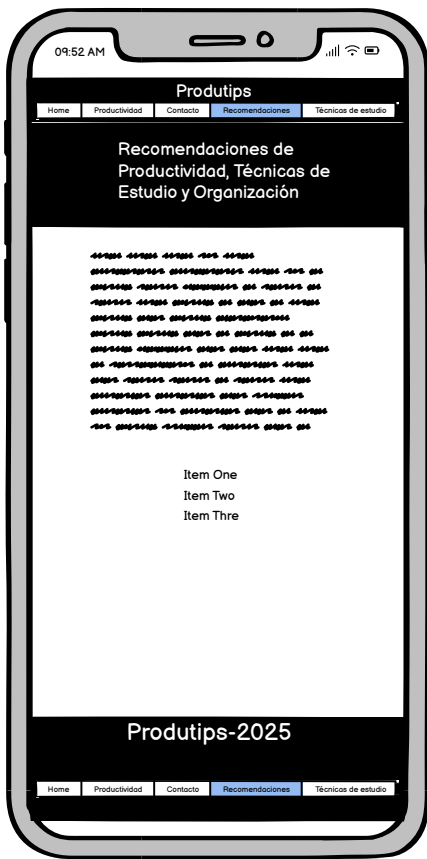 09:52 AM
Produtips
Home Productividad Contacto Recomendaciones Técnicas de estudio
Recomendaciones de
Productividad, Técnicas de
Estudio y Organización
Item One
Item Two
Item Thre
Produtips-2025
Home Productividad Contacto Recomendaciones Técnicas de estudio